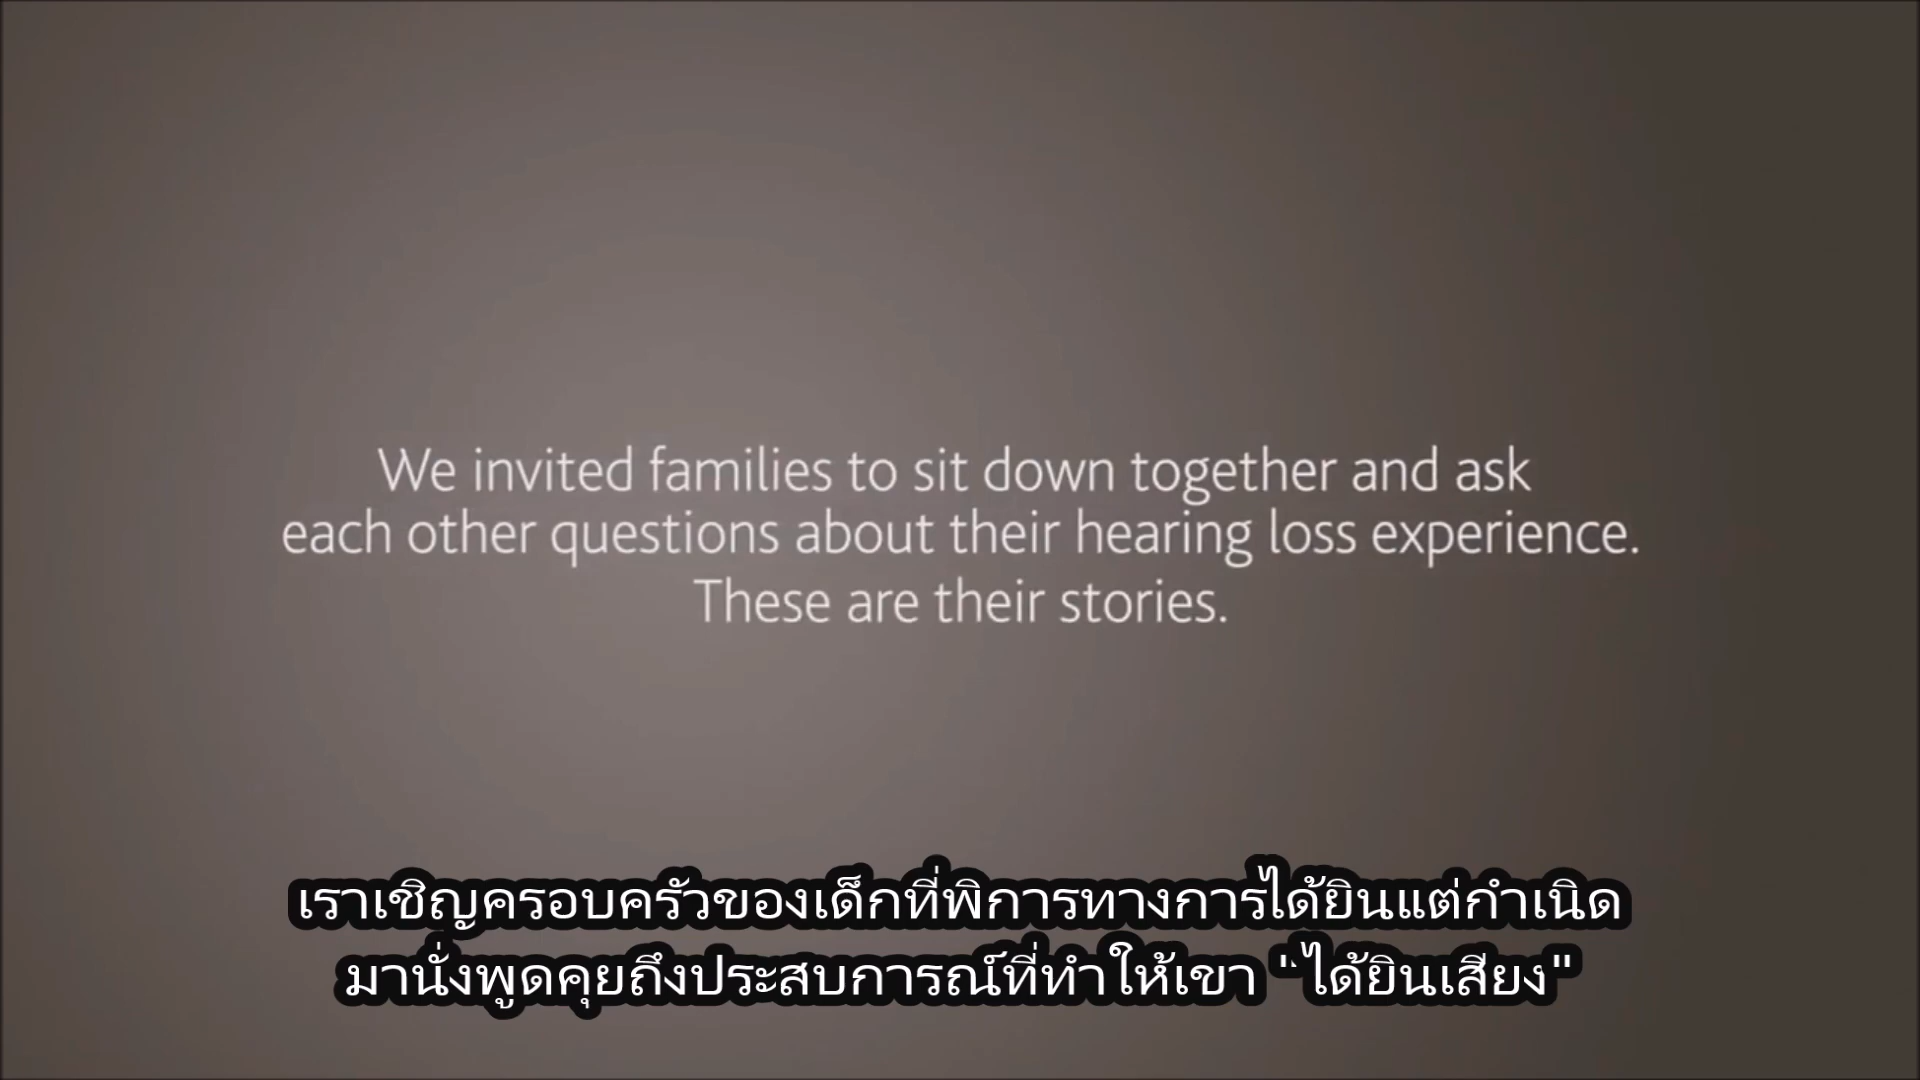 We invited families to sit down together and ask
each other questions about their hearing loss experience.
These are their stories.
เราเชิญครอบครัวของเด็กที่พิการทางการได้ยินแต่กำเนิด
มานั่งพูดคุยถึงประสบการณ์ที่ทำให้เขา "ได้ยินเสียง"